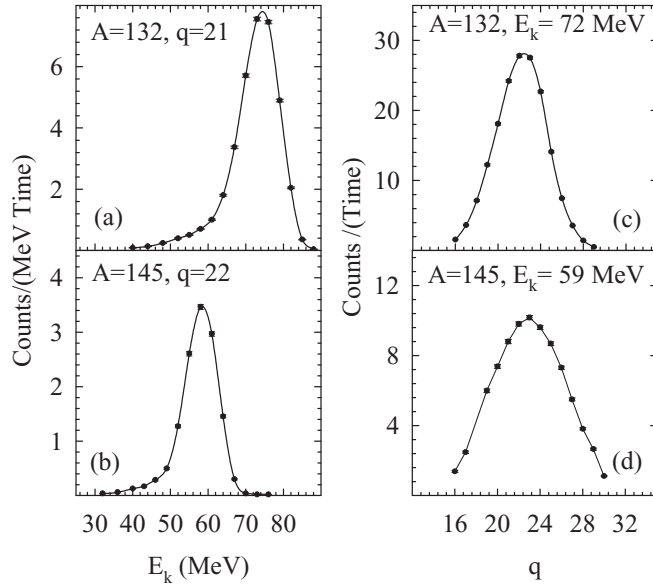 A=132, q=21
6
4
2
(a)
Counts/(MeV Time)
A=145, q=22
4
3
2
1
(b)
30 40 50 60 70 80
E_k (MeV)
A=132, E_k= 72 MeV
30
20
10
(c)
Counts /(Time)
A=145, E_k= 59 MeV
12
8
4
(d)
16 20 24 28 32
q